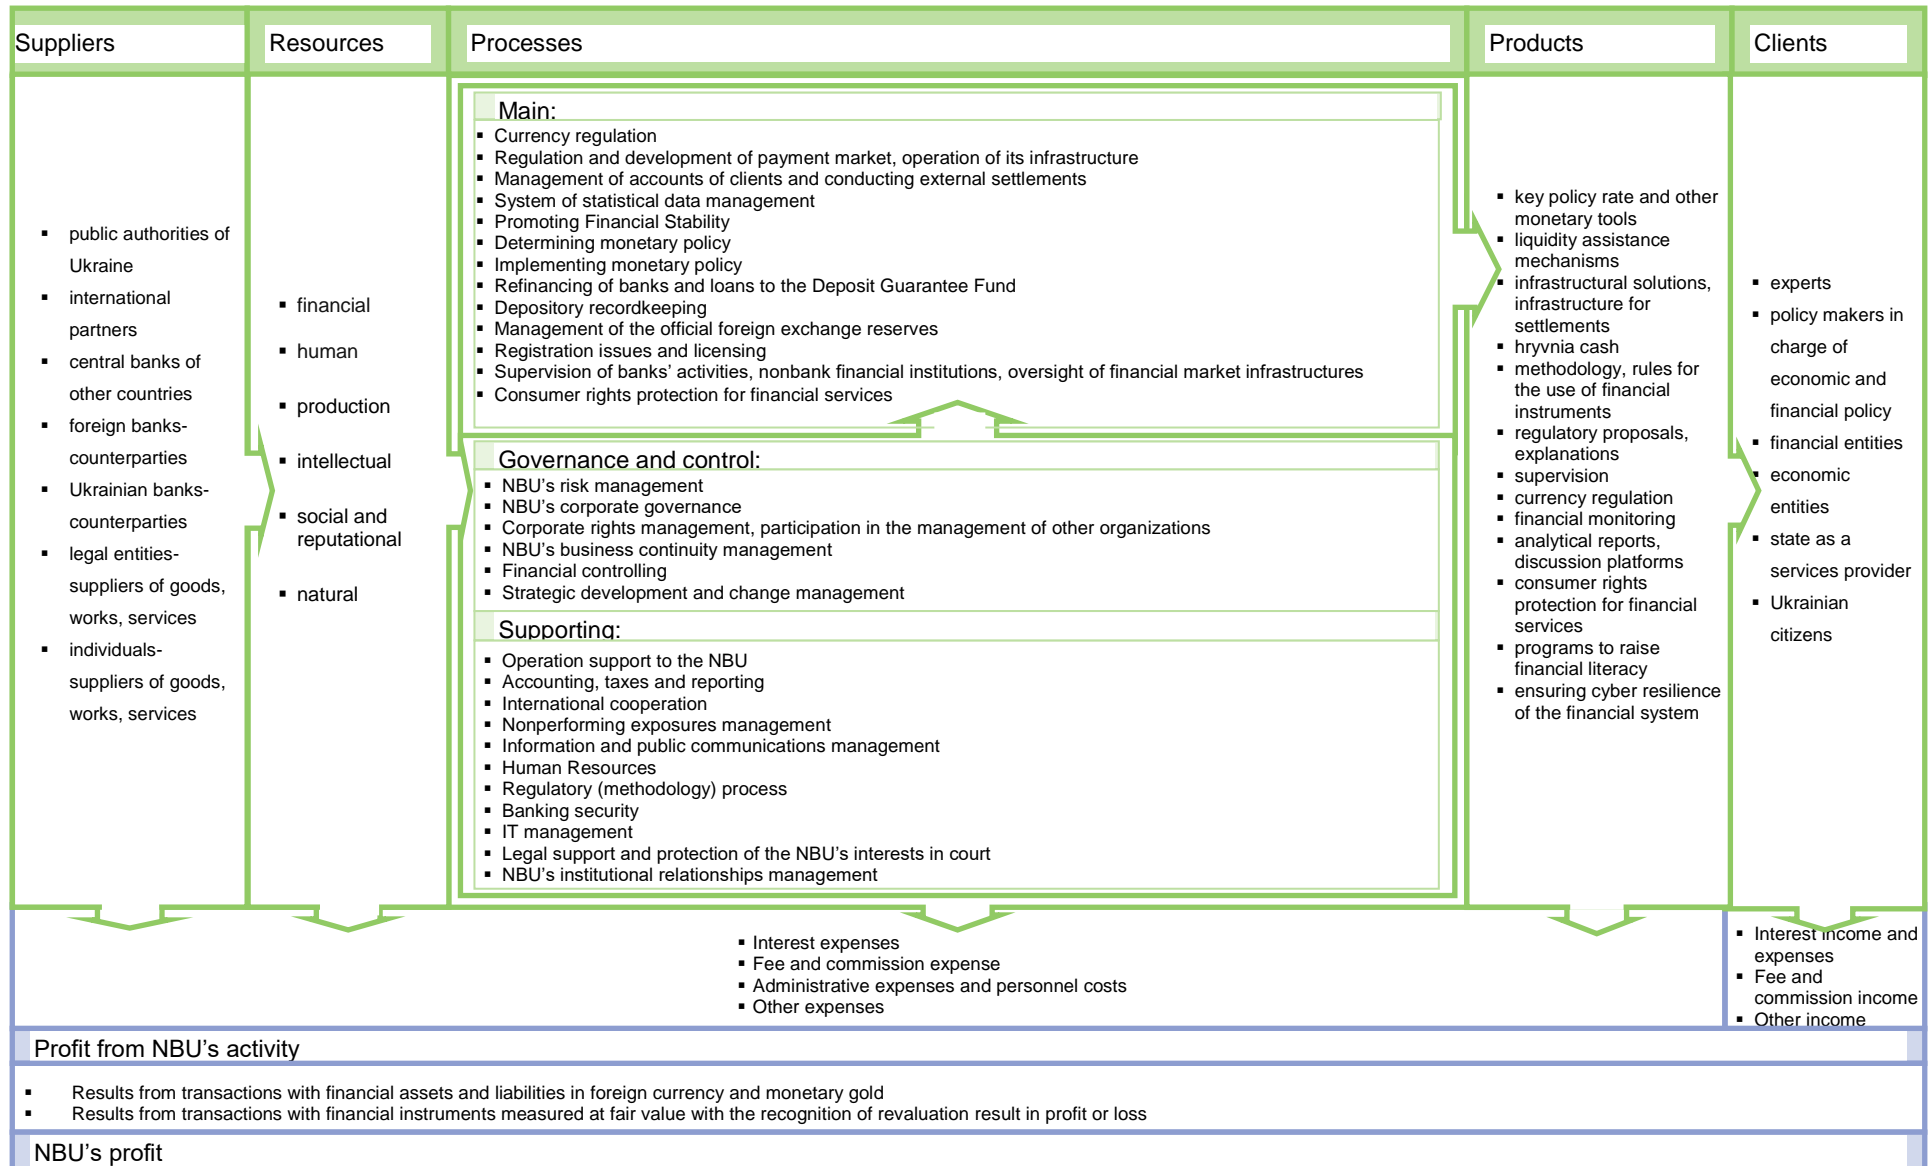 Suppliers
Resources
Processes
Products
Clients
▪ public authorities of
Ukraine
▪ international
partners
▪ central banks of
other countries
▪ foreign banks-
counterparties
▪ Ukrainian banks-
counterparties
▪ legal entities-
suppliers of goods,
works, services
▪ individuals-
suppliers of goods,
works, services
▪ financial
▪ human
▪ production
▪ intellectual
▪ social and
reputational
▪ natural
Main:
▪ Currency regulation
▪ Regulation and development of payment market, operation of its infrastructure
▪ Management of accounts of clients and conducting external settlements
▪ System of statistical data management
▪ Promoting Financial Stability
▪ Determining monetary policy
▪ Implementing monetary policy
▪ Refinancing of banks and loans to the Deposit Guarantee Fund
▪ Depository recordkeeping
▪ Management of the official foreign exchange reserves
▪ Registration issues and licensing
▪ Supervision of banks’ activities, nonbank financial institutions, oversight of financial market infrastructures
▪ Consumer rights protection for financial services
Governance and control:
▪ NBU’s risk management
▪ NBU’s corporate governance
▪ Corporate rights management, participation in the management of other organizations
▪ NBU’s business continuity management
▪ Financial controlling
▪ Strategic development and change management
Supporting:
▪ Operation support to the NBU
▪ Accounting, taxes and reporting
▪ International cooperation
▪ Nonperforming exposures management
▪ Information and public communications management
▪ Human Resources
▪ Regulatory (methodology) process
▪ Banking security
▪ IT management
▪ Legal support and protection of the NBU’s interests in court
▪ NBU’s institutional relationships management
▪ key policy rate and other
monetary tools
▪ liquidity assistance
mechanisms
▪ infrastructural solutions,
infrastructure for
settlements
▪ hryvnia cash
▪ methodology, rules for
the use of financial
instruments
▪ regulatory proposals,
explanations
▪ supervision
▪ currency regulation
▪ financial monitoring
▪ analytical reports,
discussion platforms
▪ consumer rights
protection for financial
services
▪ programs to raise
financial literacy
▪ ensuring cyber resilience
of the financial system
▪ experts
▪ policy makers in
charge of
economic and
financial policy
▪ financial entities
▪ economic
entities
▪ state as a
services provider
▪ Ukrainian
citizens
▪ Interest expenses
▪ Fee and commission expense
▪ Administrative expenses and personnel costs
▪ Other expenses
▪ Interest income and
expenses
▪ Fee and
commission income
▪ Other income
Profit from NBU’s activity
▪ Results from transactions with financial assets and liabilities in foreign currency and monetary gold
▪ Results from transactions with financial instruments measured at fair value with the recognition of revaluation result in profit or loss
NBU’s profit